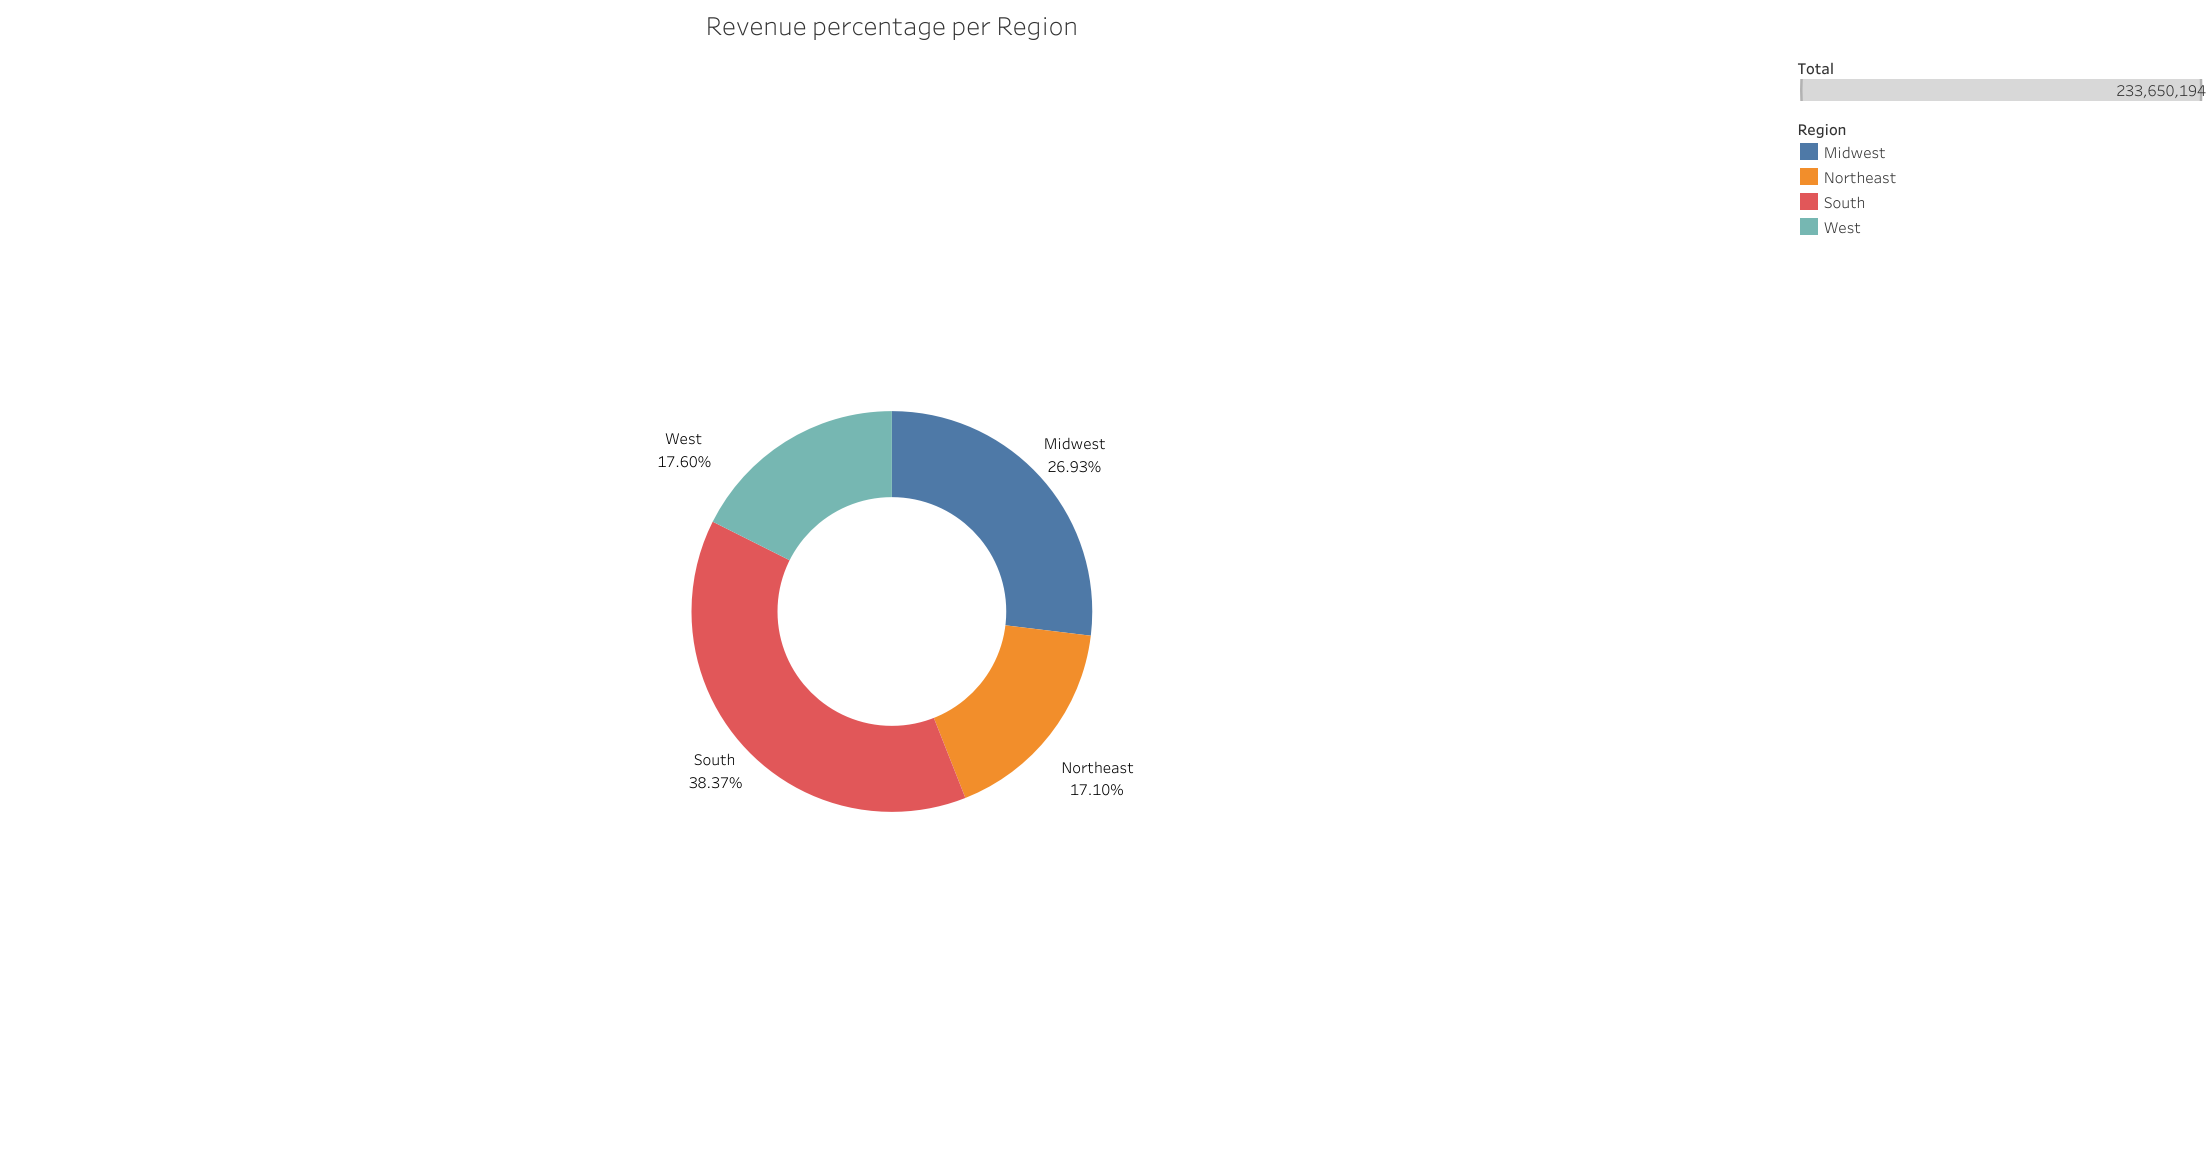 Revenue percentage per Region
Total
233,650,194
Region
Midwest
Northeast
South
West
West
17.60%
Midwest
26.93%
South
38.37%
Northeast
17.10%